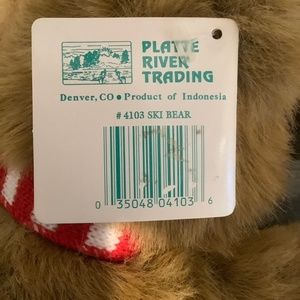 PLATTE
RIVER
TRADING
Denver, CO • Product of Indonesia
# 4103 SKI BEAR
0 35048 04103 6